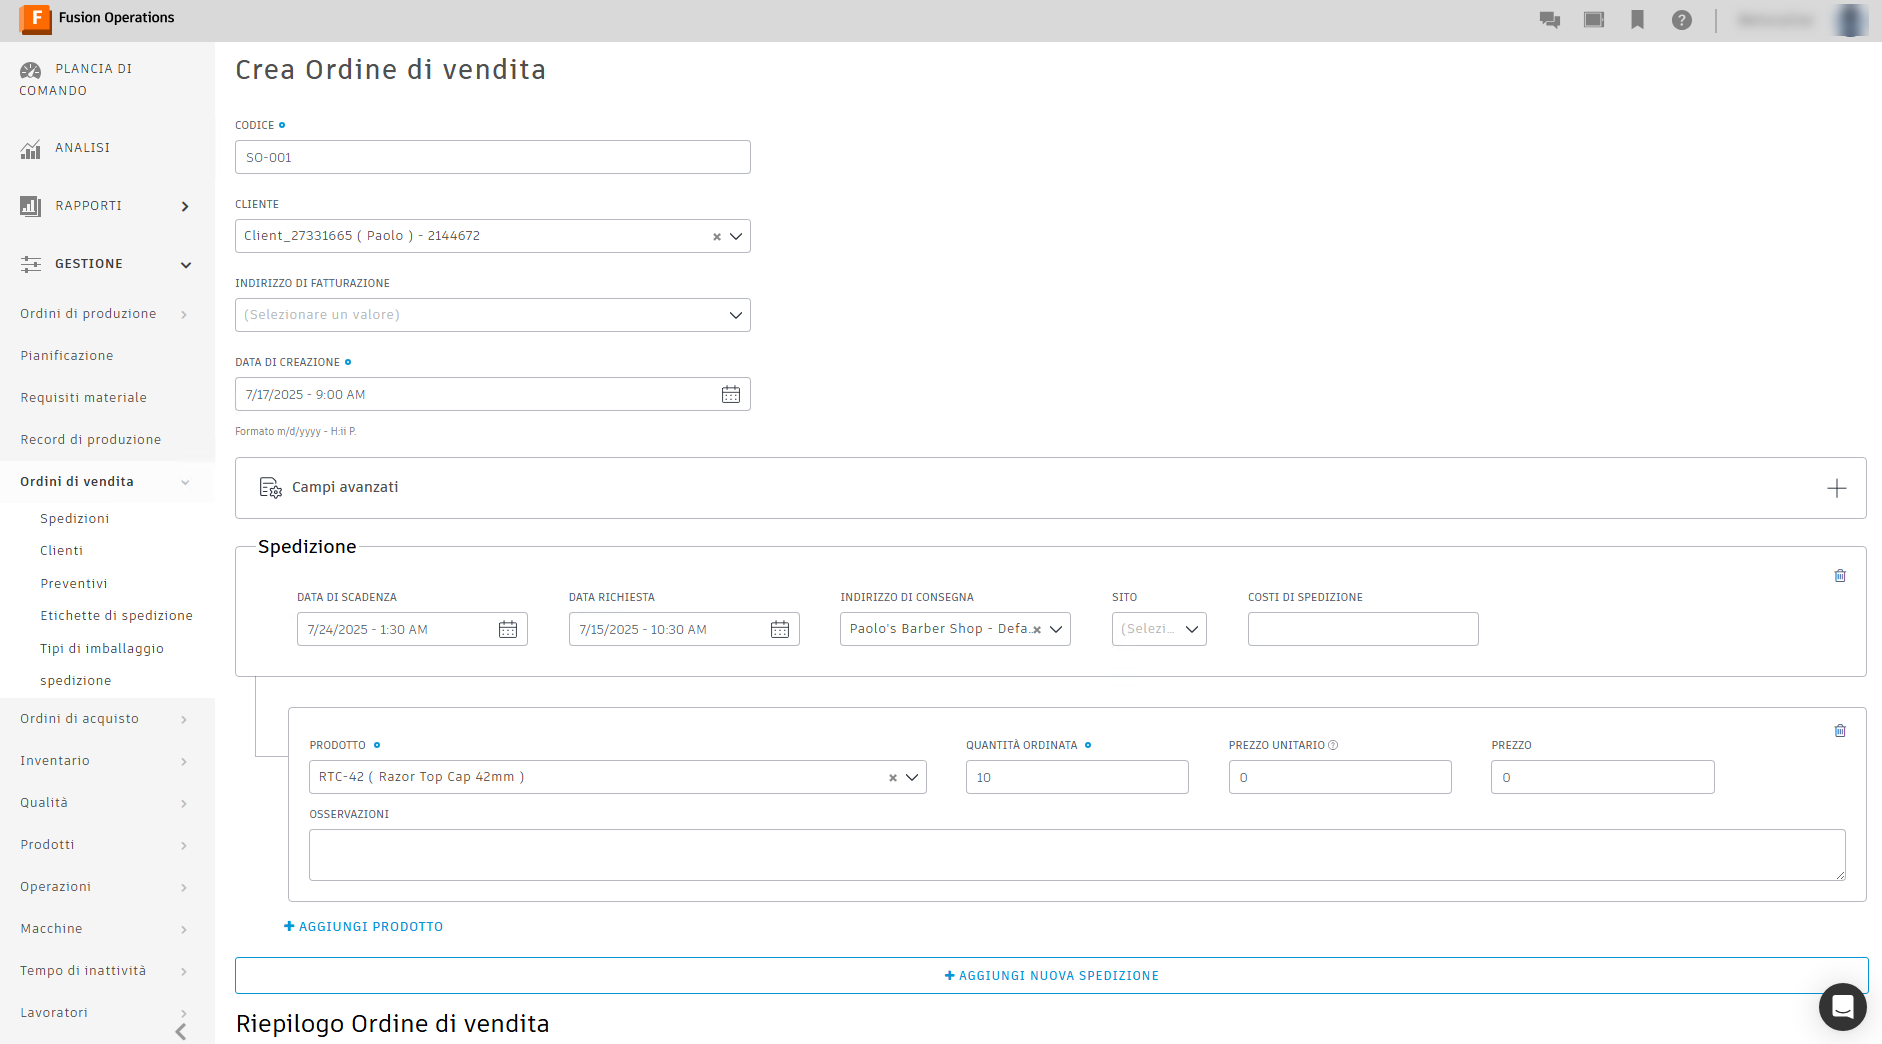 F Fusion Operations
?
PLANCIA DI
COMANDO
ANALISI
RAPPORTI
GESTIONE
Ordini di produzione
Pianificazione
Requisiti materiale
Record di produzione
Ordini di vendita
Spedizioni
Clienti
Preventivi
Etichette di spedizione
Tipi di imballaggio
spedizione
Ordini di acquisto
Inventario
Qualità
Prodotti
Operazioni
Macchine
Tempo di inattività
Lavoratori
Crea Ordine di vendita
CODICE
SO-001
CLIENTE
Client_27331665 ( Paolo ) - 2144672
INDIRIZZO DI FATTURAZIONE
(Selezionare un valore)
DATA DI CREAZIONE
7/17/2025 - 9:00 AM
Formato m/d/yyyy - H:ii P.
Campi avanzati
Spedizione
DATA DI SCADENZA DATA RICHIESTA INDIRIZZO DI CONSEGNA SITO COSTI DI SPEDIZIONE
7/24/2025 - 1:30 AM 7/15/2025 - 10:30 AM Paolo's Barber Shop - Defa... (Selezi...
PRODOTTO QUANTITÀ ORDINATA PREZZO UNITARIO ? PREZZO
RTC-42 ( Razor Top Cap 42mm ) 10 0 0
OSSERVAZIONI
+ AGGIUNGI PRODOTTO
+ AGGIUNGI NUOVA SPEDIZIONE
Riepilogo Ordine di vendita